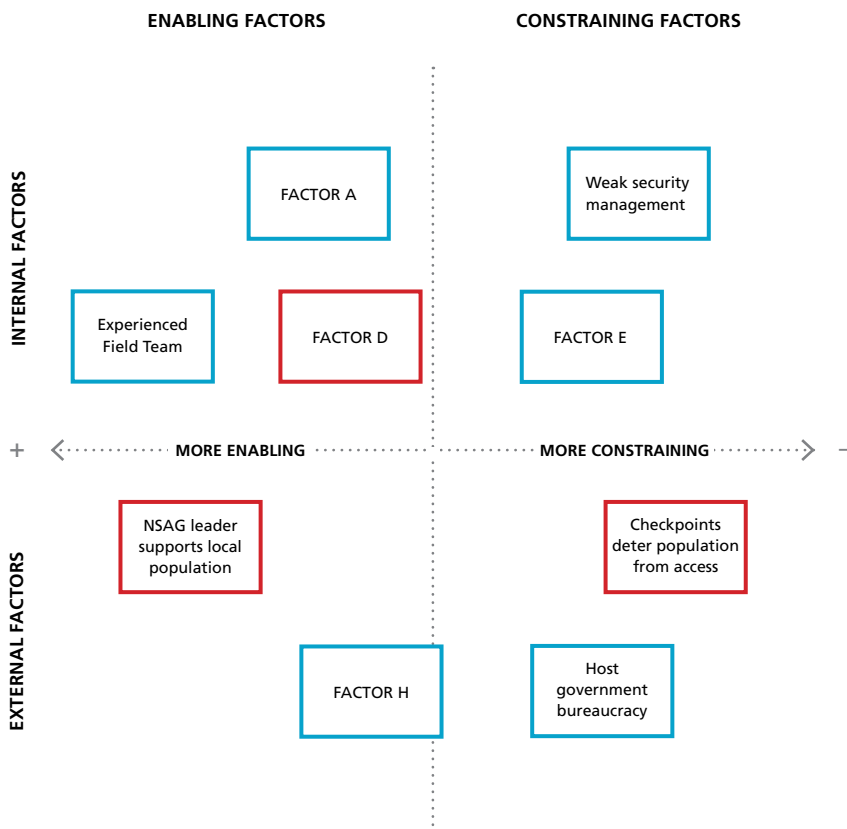 ENABLING FACTORS
CONSTRAINING FACTORS
INTERNAL FACTORS
FACTOR A
Weak security
management
Experienced
Field Team
FACTOR D
FACTOR E
+
MORE ENABLING
MORE CONSTRAINING
–
EXTERNAL FACTORS
NSAG leader
supports local
population
Checkpoints
deter population
from access
FACTOR H
Host
government
bureaucracy